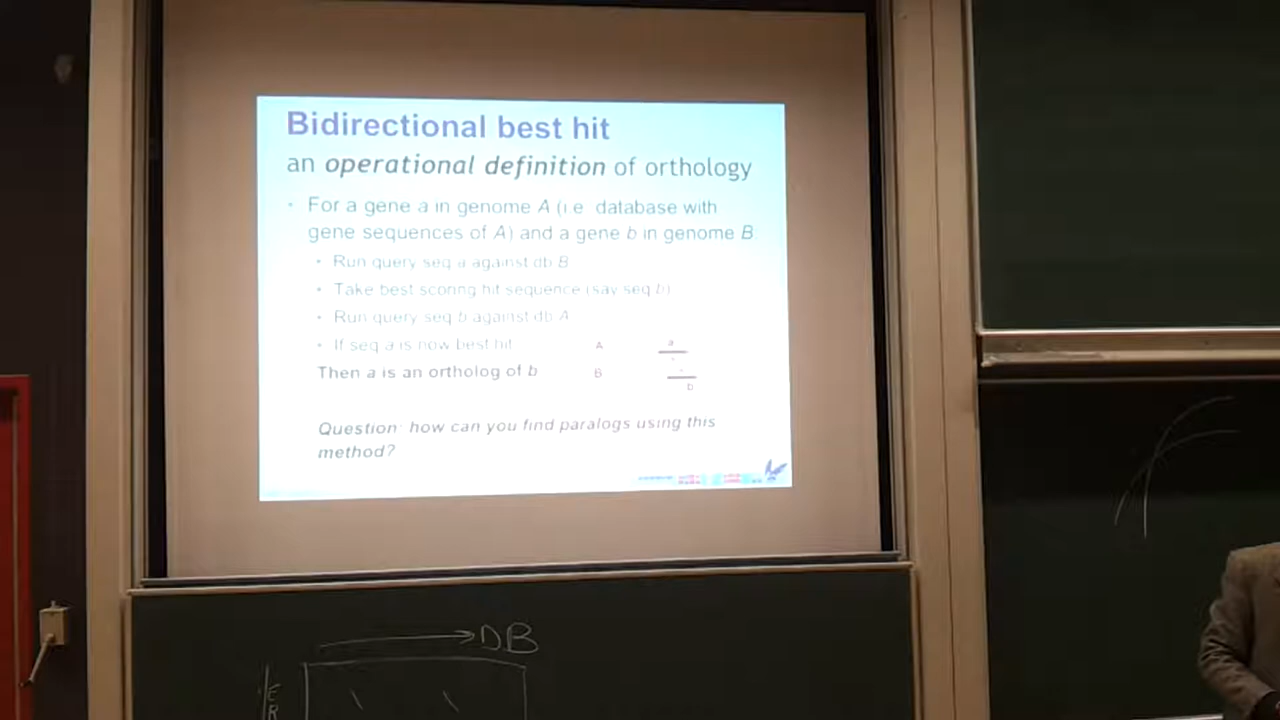 Bidirectional best hit
an operational definition of orthology
• For a gene a in genome A (i.e. database with
gene sequences of A) and a gene b in genome B:
• Run query seq a against db B
• Take best scoring hit sequence (say seq b)
• Run query seq b against db A
• If seq a is now best hit
A a
Then a is an ortholog of b
B
b
Question: how can you find paralogs using this
method?
DB